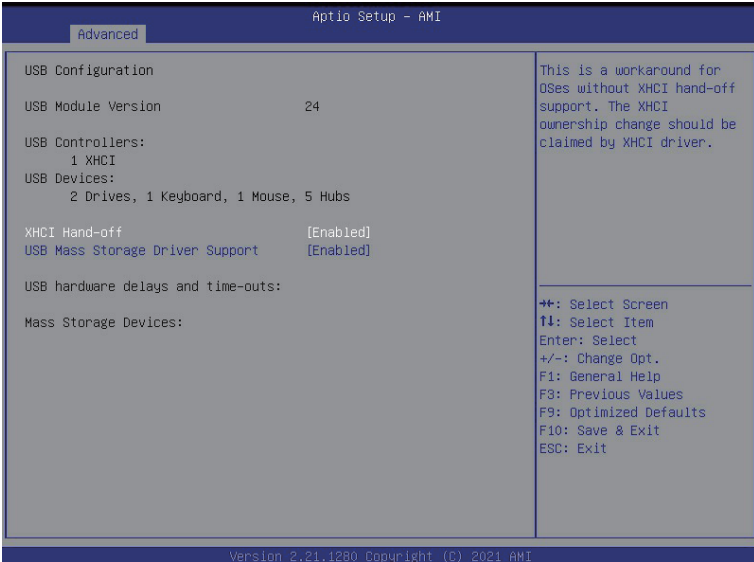 Aptio Setup – AMI
Advanced
USB Configuration
USB Module Version 24
USB Controllers:
1 XHCI
USB Devices:
2 Drives, 1 Keyboard, 1 Mouse, 5 Hubs
XHCI Hand-off [Enabled]
USB Mass Storage Driver Support [Enabled]
USB hardware delays and time-outs:
Mass Storage Devices:
This is a workaround for
OSes without XHCI hand-off
support. The XHCI
ownership change should be
claimed by XHCI driver.
→←: Select Screen
↑↓: Select Item
Enter: Select
+/-: Change Opt.
F1: General Help
F3: Previous Values
F9: Optimized Defaults
F10: Save & Exit
ESC: Exit
Version 2.21.1280 Copyright (C) 2021 AMI